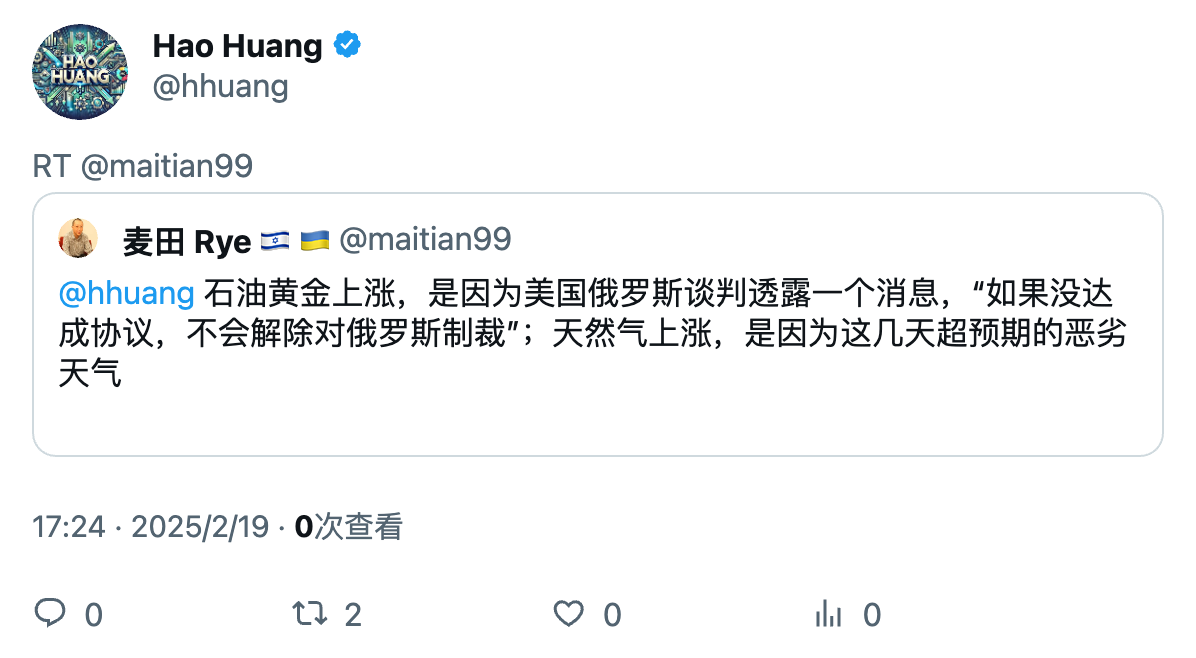 HAO
HUANG
Hao Huang
@hhuang
RT @maitian99
麦田 Rye 🇮🇱 🇺🇦 @maitian99
@hhuang 石油黄金上涨，是因为美国俄罗斯谈判透露一个消息，“如果没达
成协议，不会解除对俄罗斯制裁”；天然气上涨，是因为这几天超预期的恶劣
天气
17:24 · 2025/2/19 · 0次查看
0 2 0 0